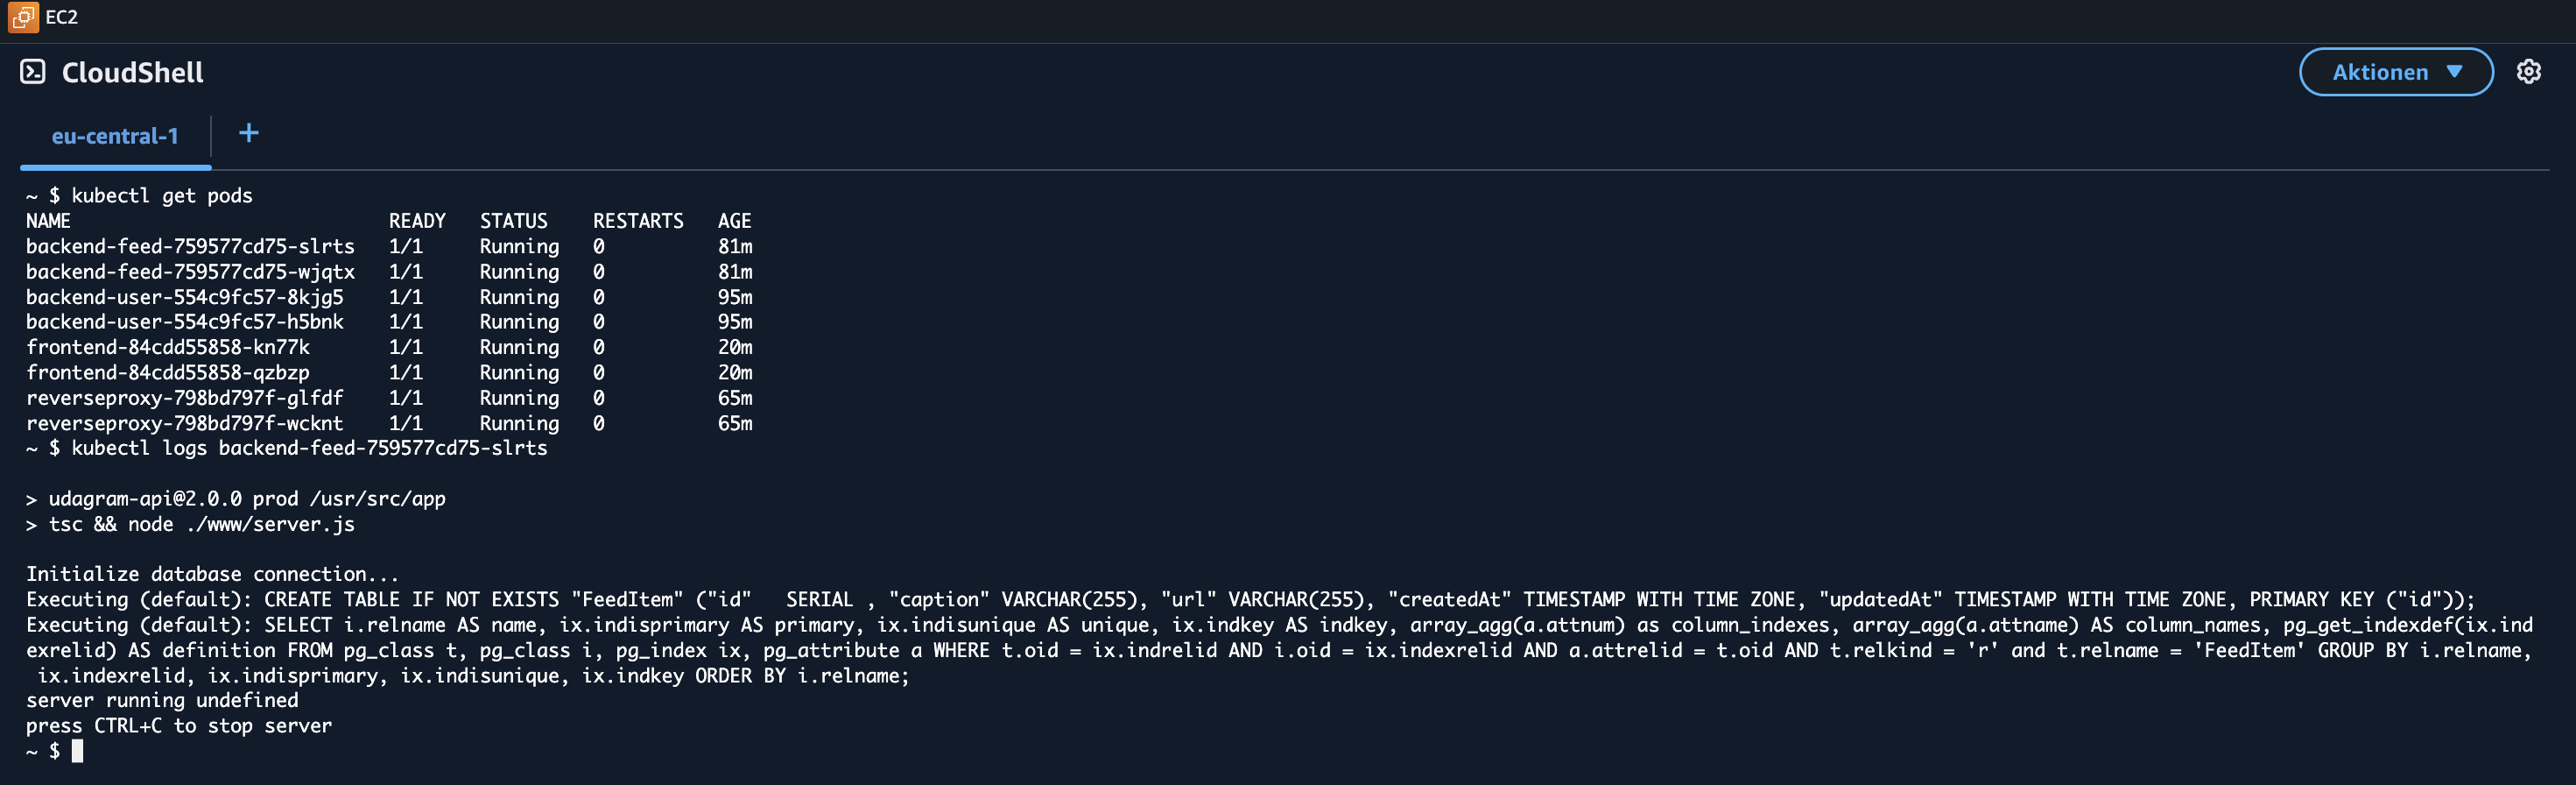 EC2
CloudShell
Aktionen
eu-central-1
~ $ kubectl get pods
NAME                            READY   STATUS    RESTARTS   AGE
backend-feed-759577cd75-slrts   1/1     Running   0          81m
backend-feed-759577cd75-wjqtx   1/1     Running   0          81m
backend-user-554c9fc57-8kjg5    1/1     Running   0          95m
backend-user-554c9fc57-h5bnk    1/1     Running   0          95m
frontend-84cdd55858-kn77k       1/1     Running   0          20m
frontend-84cdd55858-qzbzp       1/1     Running   0          20m
reverseproxy-798bd797f-glfdf    1/1     Running   0          65m
reverseproxy-798bd797f-wcknt    1/1     Running   0          65m
~ $ kubectl logs backend-feed-759577cd75-slrts
> udagram-api@2.0.0 prod /usr/src/app
> tsc && node ./www/server.js
Initialize database connection...
Executing (default): CREATE TABLE IF NOT EXISTS "FeedItem" ("id"   SERIAL , "caption" VARCHAR(255), "url" VARCHAR(255), "createdAt" TIMESTAMP WITH TIME ZONE, "updatedAt" TIMESTAMP WITH TIME ZONE, PRIMARY KEY ("id"));
Executing (default): SELECT i.relname AS name, ix.indisprimary AS primary, ix.indisunique AS unique, ix.indkey AS indkey, array_agg(a.attnum) as column_indexes, array_agg(a.attname) AS column_names, pg_get_indexdef(ix.ind
exrelid) AS definition FROM pg_class t, pg_class i, pg_index ix, pg_attribute a WHERE t.oid = ix.indrelid AND i.oid = ix.indexrelid AND a.attrelid = t.oid AND t.relkind = 'r' and t.relname = 'FeedItem' GROUP BY i.relname,
 ix.indexrelid, ix.indisprimary, ix.indisunique, ix.indkey ORDER BY i.relname;
server running undefined
press CTRL+C to stop server
~ $